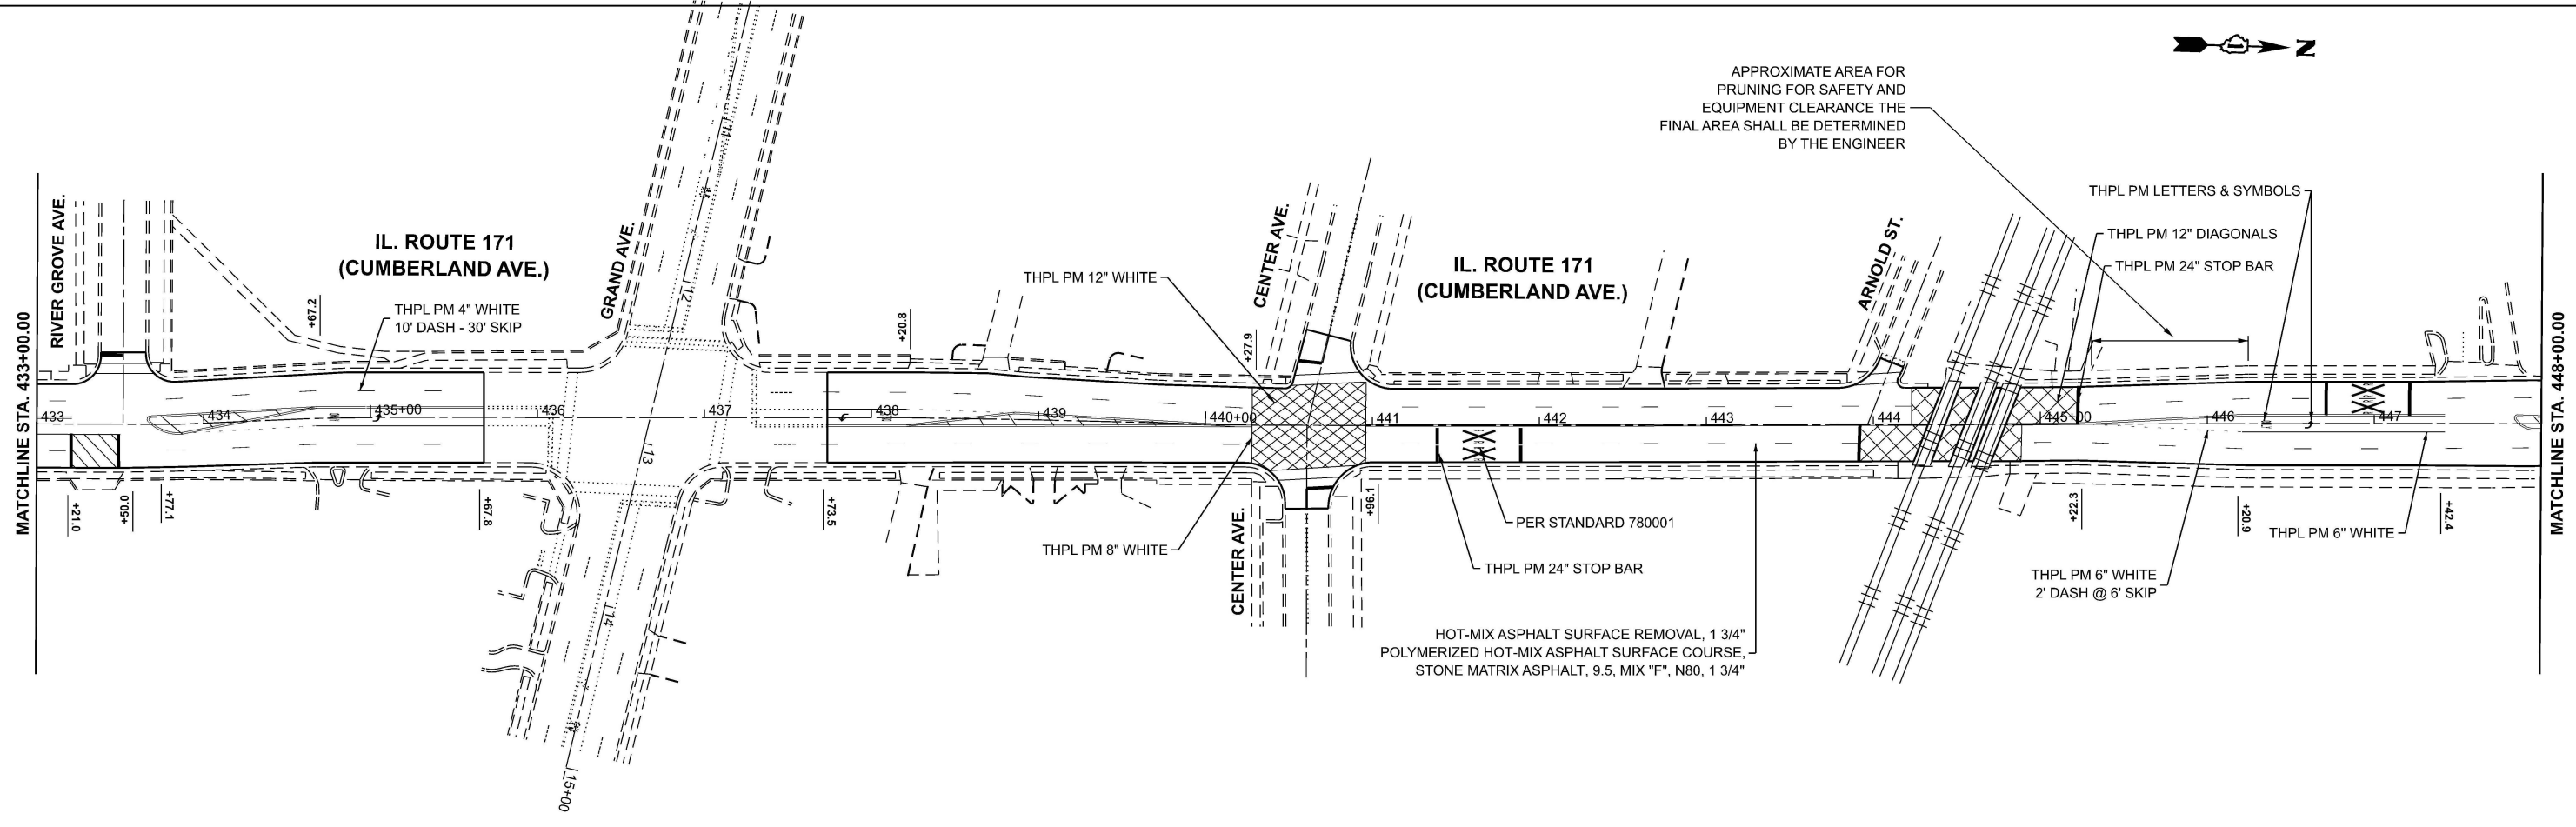 N
APPROXIMATE AREA FOR
PRUNING FOR SAFETY AND
EQUIPMENT CLEARANCE THE
FINAL AREA SHALL BE DETERMINED
BY THE ENGINEER
MATCHLINE STA. 433+00.00
RIVER GROVE AVE.
IL. ROUTE 171
(CUMBERLAND AVE.)
THPL PM 4" WHITE
10' DASH - 30' SKIP
GRAND AVE.
THPL PM 12" WHITE
CENTER AVE.
IL. ROUTE 171
(CUMBERLAND AVE.)
ARNOLD ST.
THPL PM LETTERS & SYMBOLS
THPL PM 12" DIAGONALS
THPL PM 24" STOP BAR
MATCHLINE STA. 448+00.00
+67.2
+20.8
+27.9
11
12
13
14
15+00
433
434
435+00
436
437
438
439
440+00
441
442
443
444
445+00
446
447
+21.0
+50.0
+77.1
+67.8
+73.5
+96.1
+22.3
+20.9
+42.4
THPL PM 8" WHITE
CENTER AVE.
PER STANDARD 780001
THPL PM 24" STOP BAR
HOT-MIX ASPHALT SURFACE REMOVAL, 1 3/4"
POLYMERIZED HOT-MIX ASPHALT SURFACE COURSE,
STONE MATRIX ASPHALT, 9.5, MIX "F", N80, 1 3/4"
THPL PM 6" WHITE
2' DASH @ 6' SKIP
THPL PM 6" WHITE